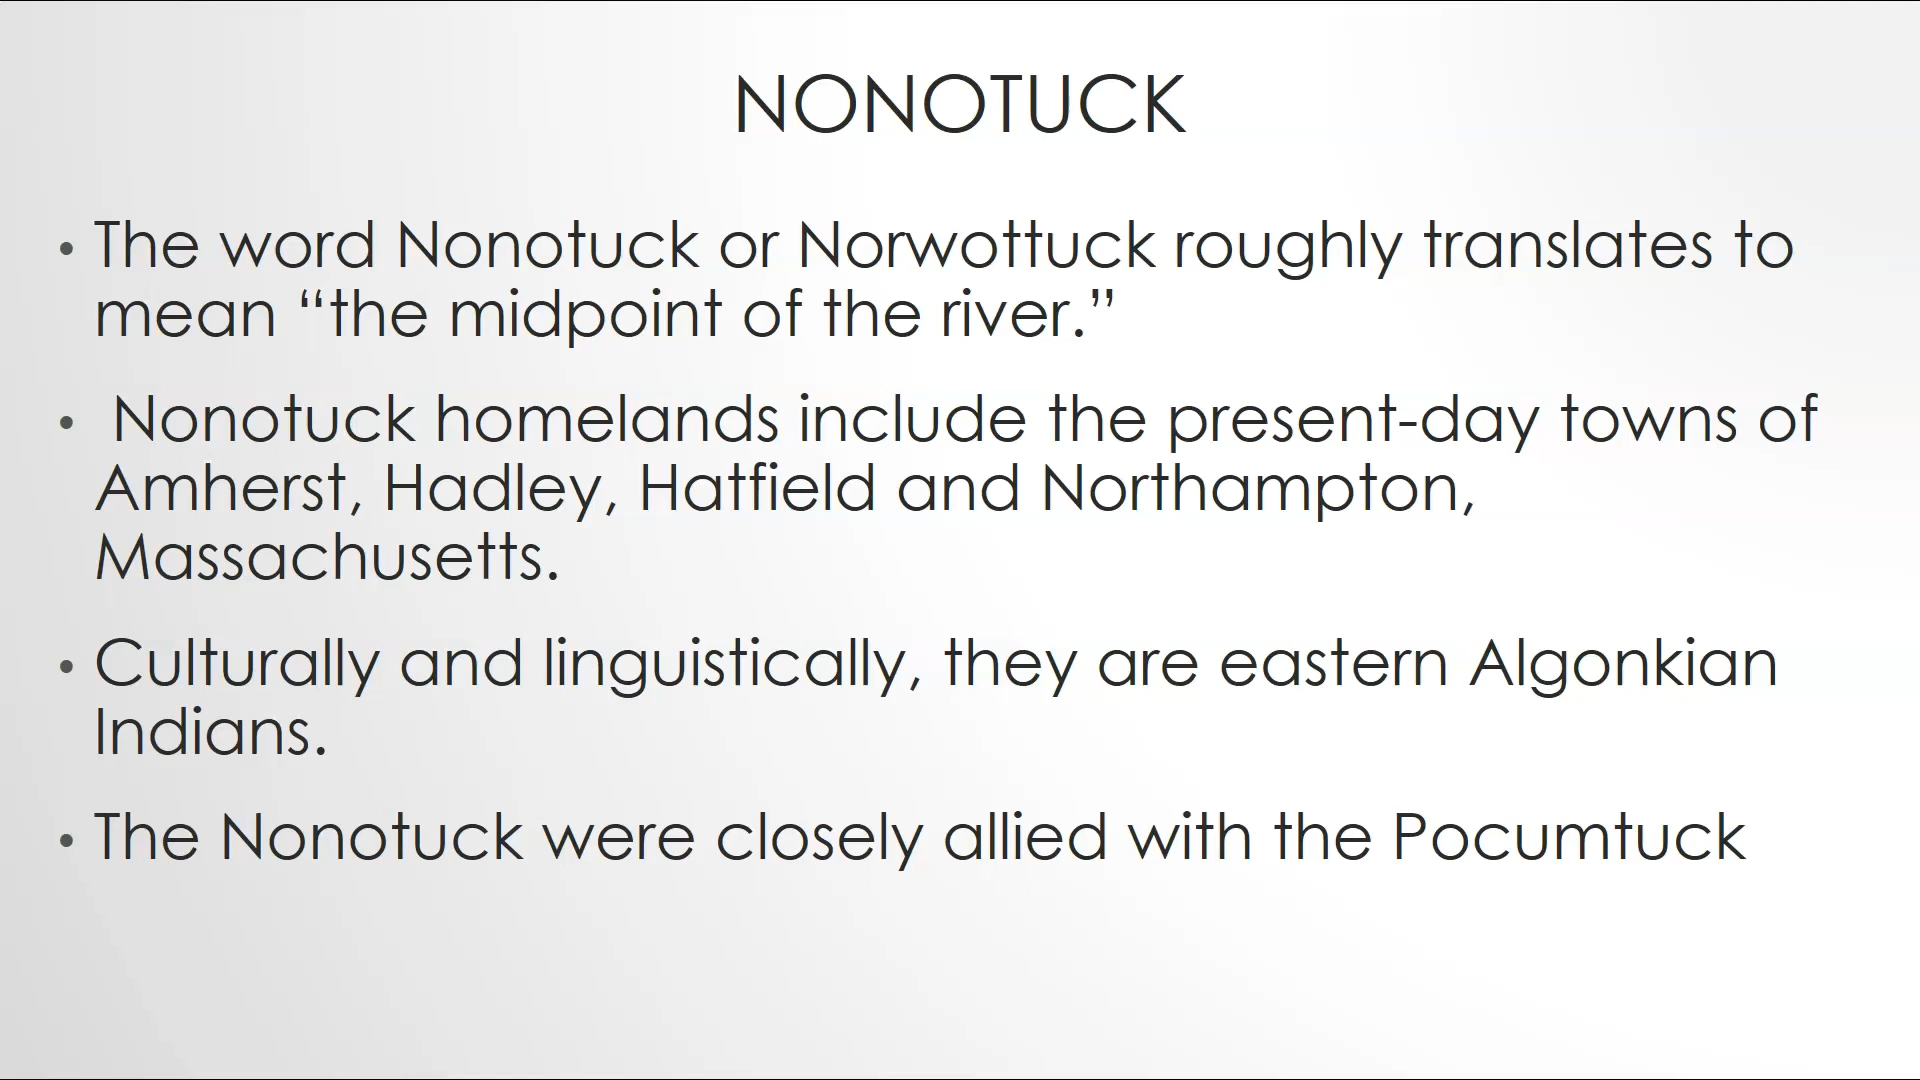 NONOTUCK
• The word Nonotuck or Norwottuck roughly translates to
mean “the midpoint of the river.”
• Nonotuck homelands include the present-day towns of
Amherst, Hadley, Hatfield and Northampton,
Massachusetts.
• Culturally and linguistically, they are eastern Algonkian
Indians.
• The Nonotuck were closely allied with the Pocumtuck